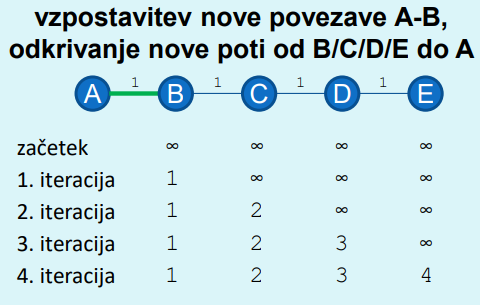 vzpostavitev nove povezave A-B,
odkrivanje nove poti od B/C/D/E do A
1 1 1 1
A B C D E
začetek ∞ ∞ ∞ ∞
1. iteracija 1 ∞ ∞ ∞
2. iteracija 1 2 ∞ ∞
3. iteracija 1 2 3 ∞
4. iteracija 1 2 3 4